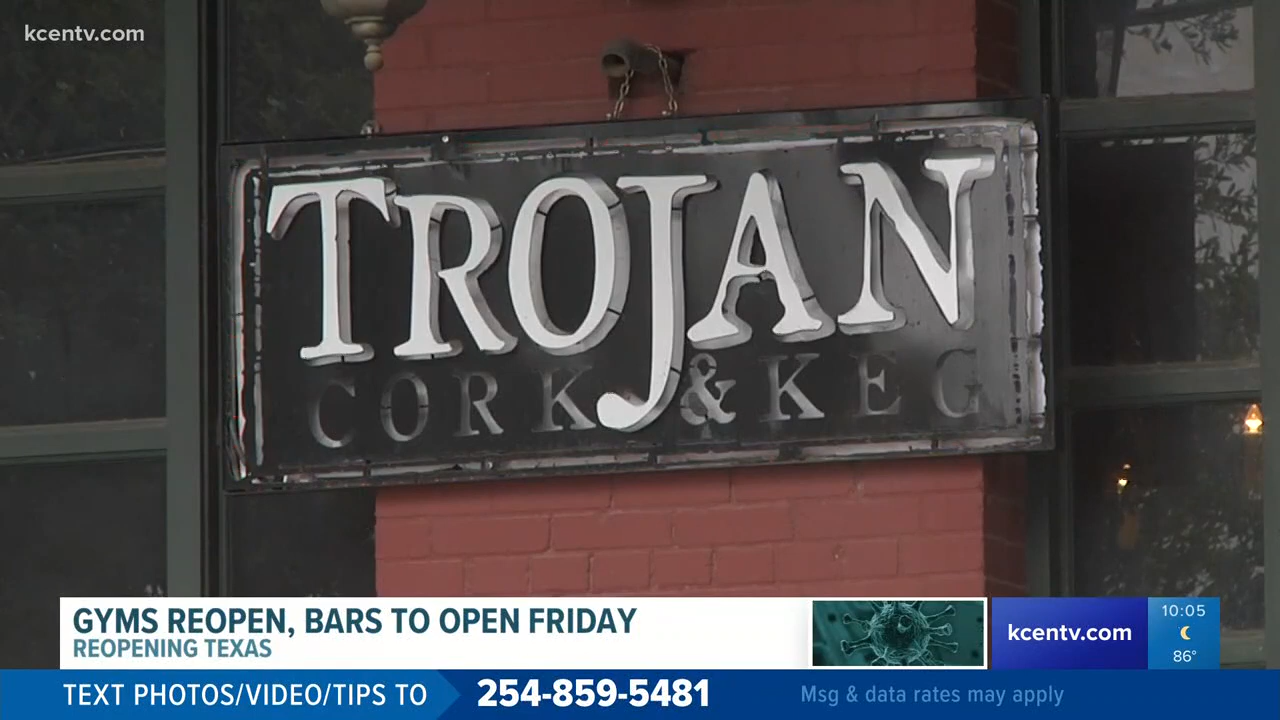 kcentv.com
TROJAN
CORK & KEG
GYMS REOPEN, BARS TO OPEN FRIDAY
REOPENING TEXAS
kcentv.com
10:05
86°
TEXT PHOTOS/VIDEO/TIPS TO 254-859-5481 Msg & data rates may apply